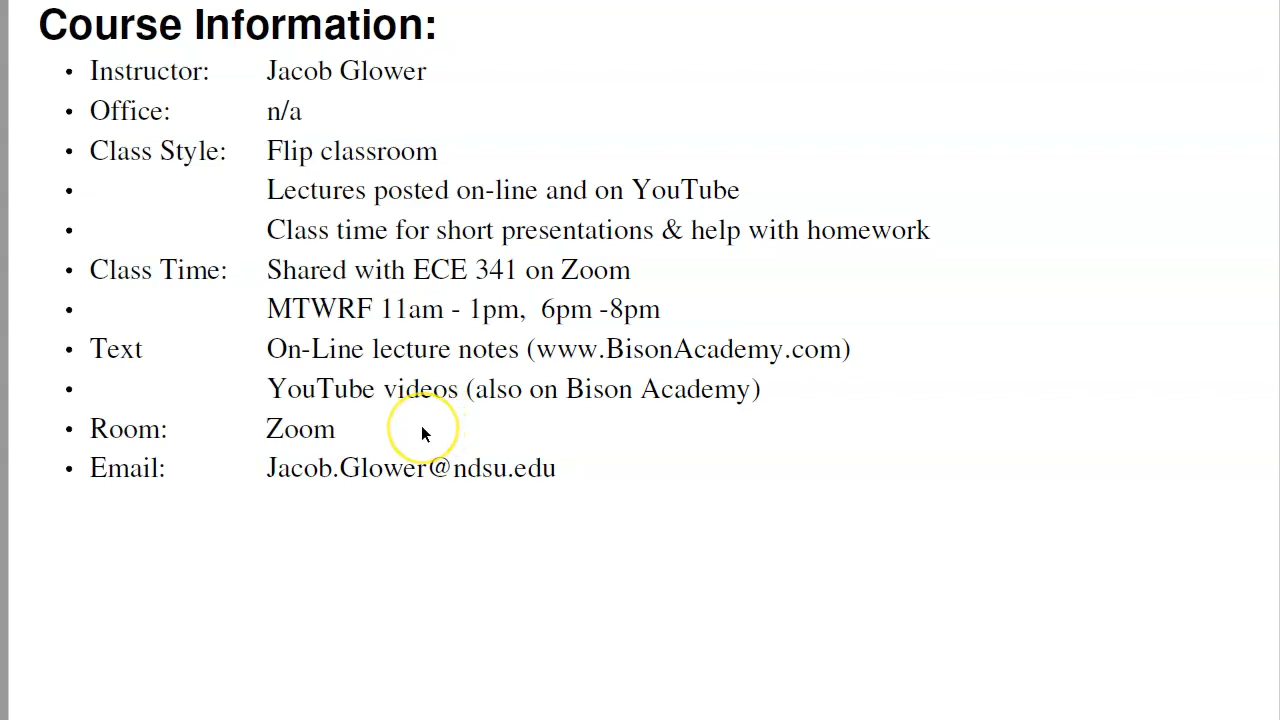 Course Information:
• Instructor: Jacob Glower
• Office: n/a
• Class Style: Flip classroom
• Lectures posted on-line and on YouTube
• Class time for short presentations & help with homework
• Class Time: Shared with ECE 341 on Zoom
• MTWRF 11am - 1pm,  6pm -8pm
• Text On-Line lecture notes (www.BisonAcademy.com)
• YouTube videos (also on Bison Academy)
• Room: Zoom
• Email: Jacob.Glower@ndsu.edu